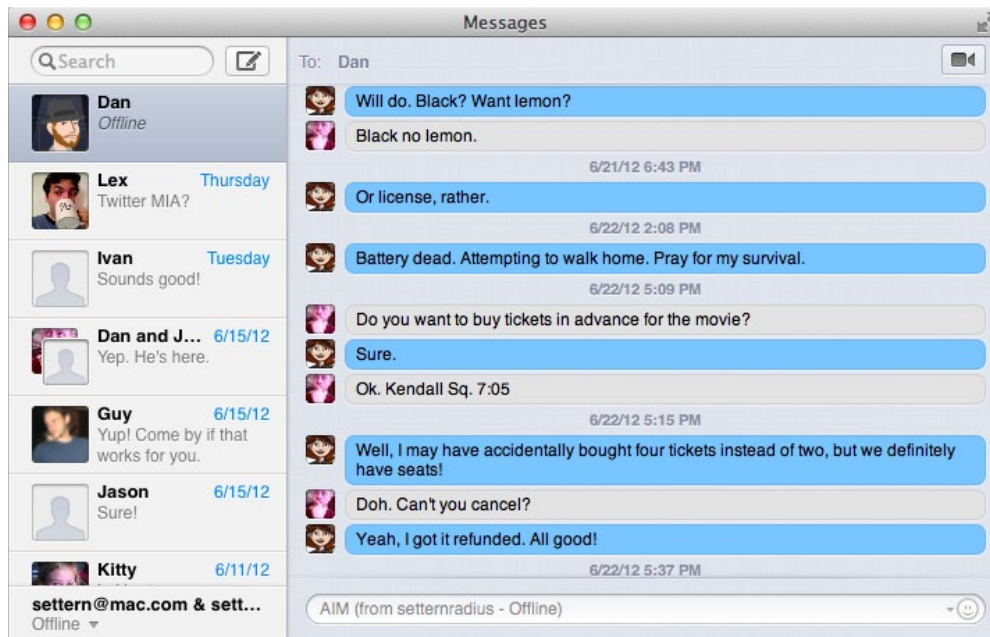 Messages
Search
To: Dan
Dan
Offline
Lex Thursday
Twitter MIA?
Ivan Tuesday
Sounds good!
Dan and J... 6/15/12
Yep. He's here.
Guy 6/15/12
Yup! Come by if that
works for you.
Jason 6/15/12
Sure!
Kitty 6/11/12
settern@mac.com & sett...
Offline
Will do. Black? Want lemon?
Black no lemon.
6/21/12 6:43 PM
Or license, rather.
6/22/12 2:08 PM
Battery dead. Attempting to walk home. Pray for my survival.
6/22/12 5:09 PM
Do you want to buy tickets in advance for the movie?
Sure.
Ok. Kendall Sq. 7:05
6/22/12 5:15 PM
Well, I may have accidentally bought four tickets instead of two, but we definitely
have seats!
Doh. Can't you cancel?
Yeah, I got it refunded. All good!
6/22/12 5:37 PM
AIM (from setternradius - Offline)